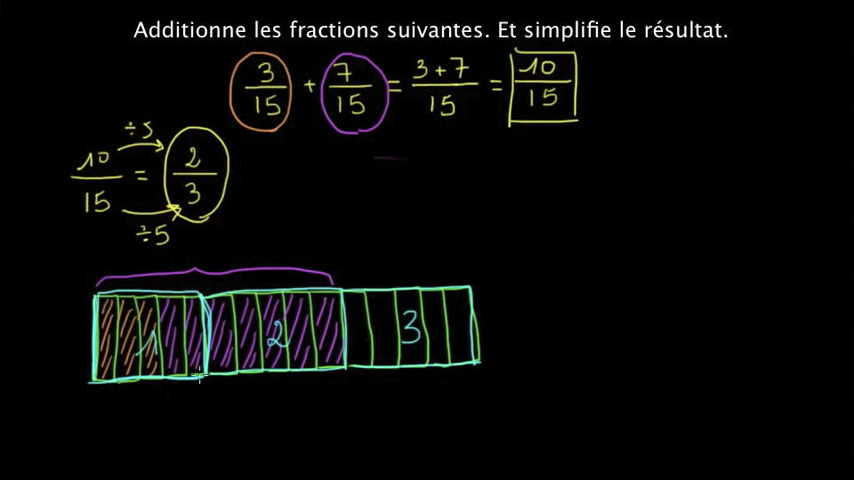 Additionne les fractions suivantes. Et simplifie le résultat.
3/15 + 7/15 = 3+7/15 = 10/15
÷5
10/15 = 2/3
÷5
1 2 3